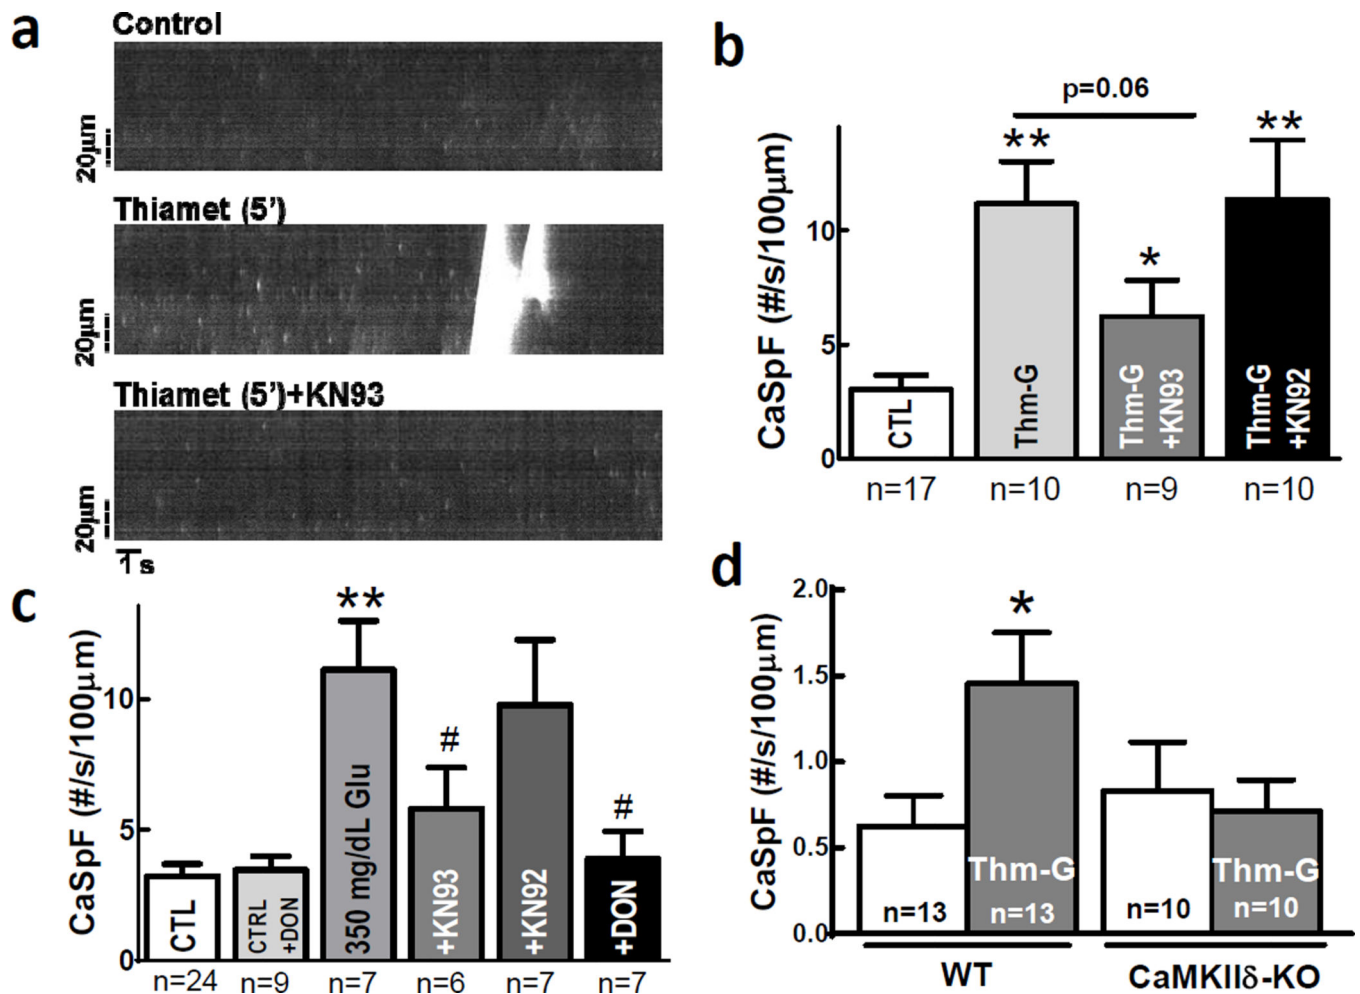 a
Control
20µm
Thiamet (5')
20µm
Thiamet (5')+KN93
20µm
1s
b
p=0.06
**
*
**
CaSpF (#/s/100µm)
10
5
0
CTL
Thm-G
Thm-G
+KN93
Thm-G
+KN92
n=17
n=10
n=9
n=10
c
**
#
#
CaSpF (#/s/100µm)
10
5
0
CTL
CTRL
+DON
350 mg/dL Glu
+KN93
+KN92
+DON
n=24
n=9
n=7
n=6
n=7
n=7
d
*
CaSpF (#/s/100µm)
2.0
1.5
1.0
0.5
0.0
n=13
Thm-G
n=13
n=10
Thm-G
n=10
WT
CaMKIIδ-KO